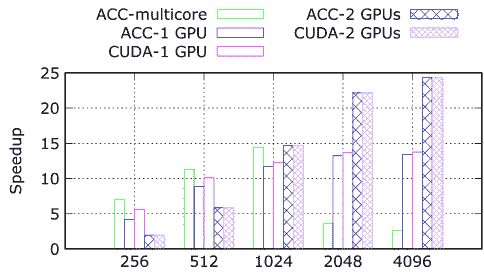 ACC-multicore
ACC-1 GPU
CUDA-1 GPU
ACC-2 GPUs
CUDA-2 GPUs
Speedup
25
20
15
10
5
0
256 512 1024 2048 4096